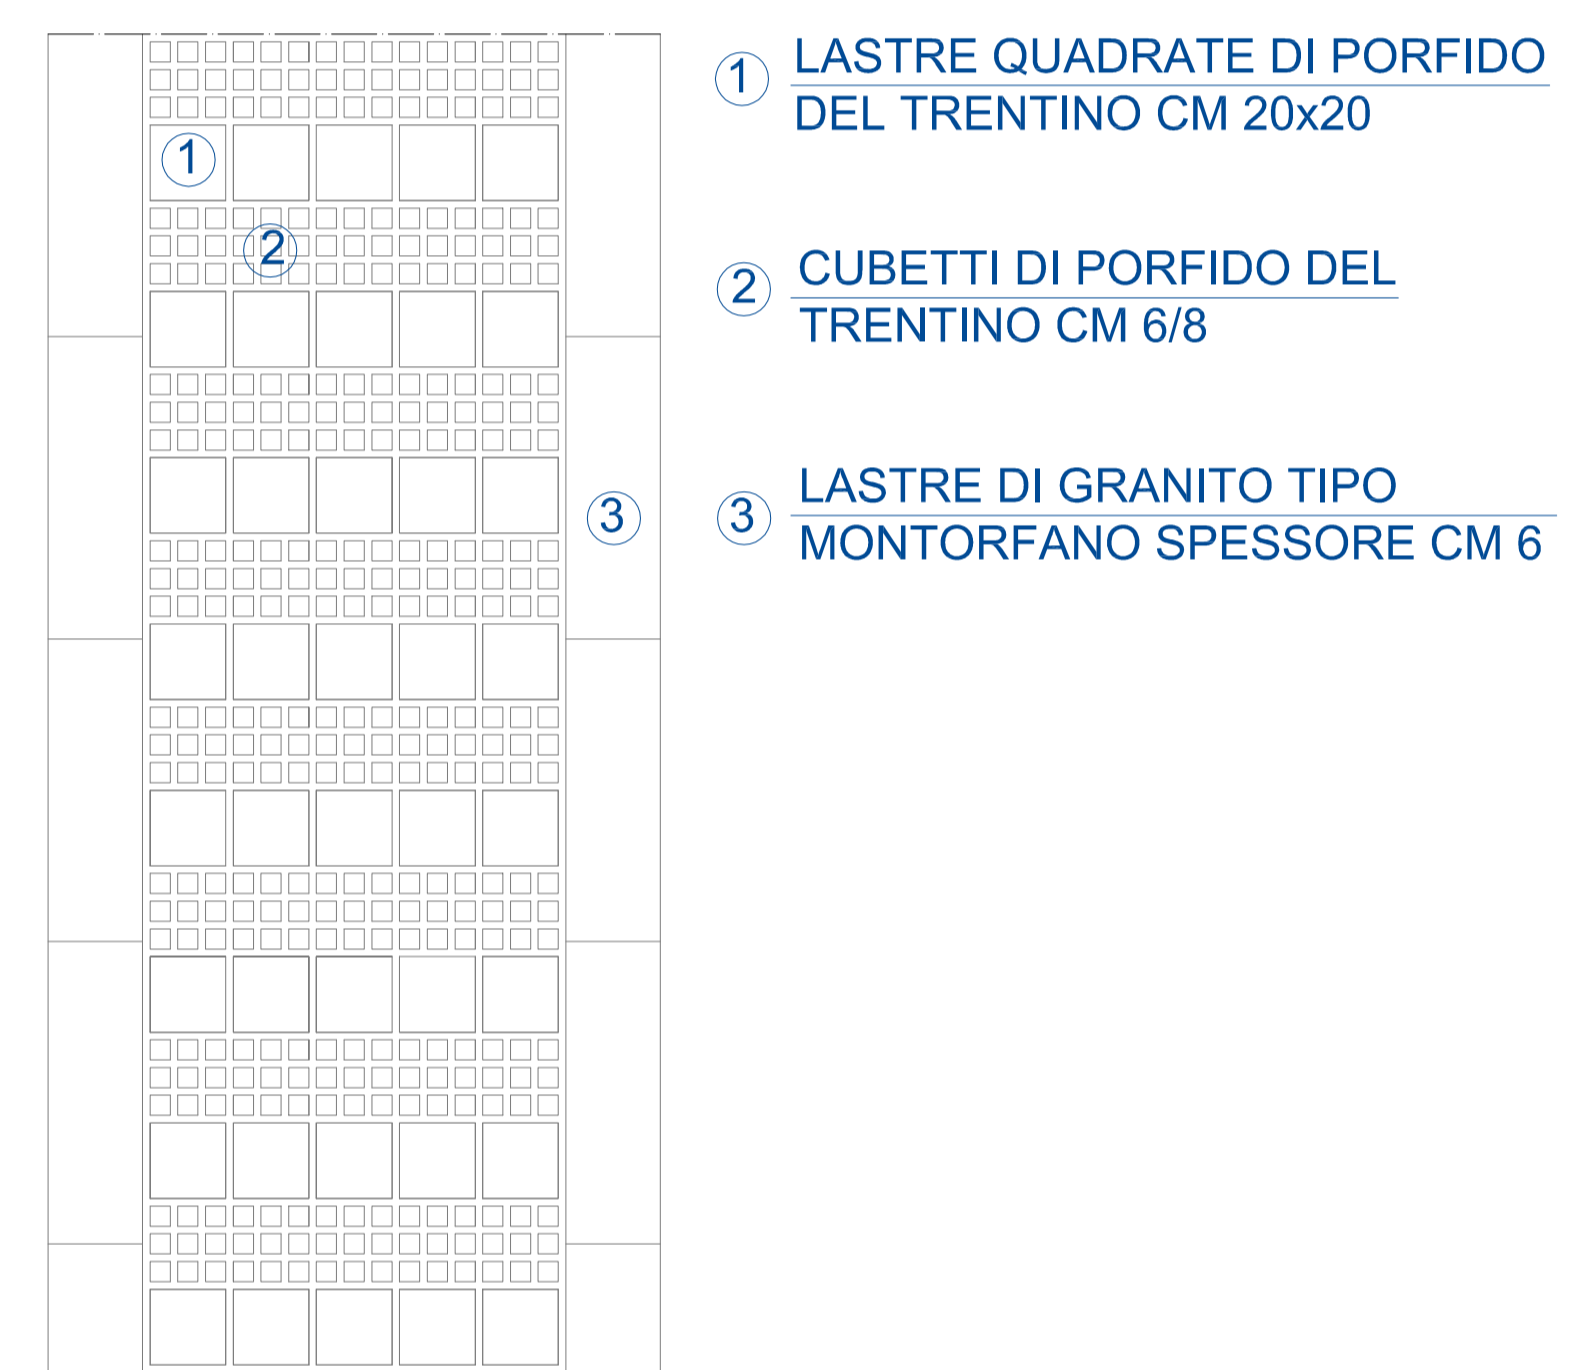 1
2
3
1 LASTRE QUADRATE DI PORFIDO
DEL TRENTINO CM 20x20
2 CUBETTI DI PORFIDO DEL
TRENTINO CM 6/8
3 LASTRE DI GRANITO TIPO
MONTORFANO SPESSORE CM 6